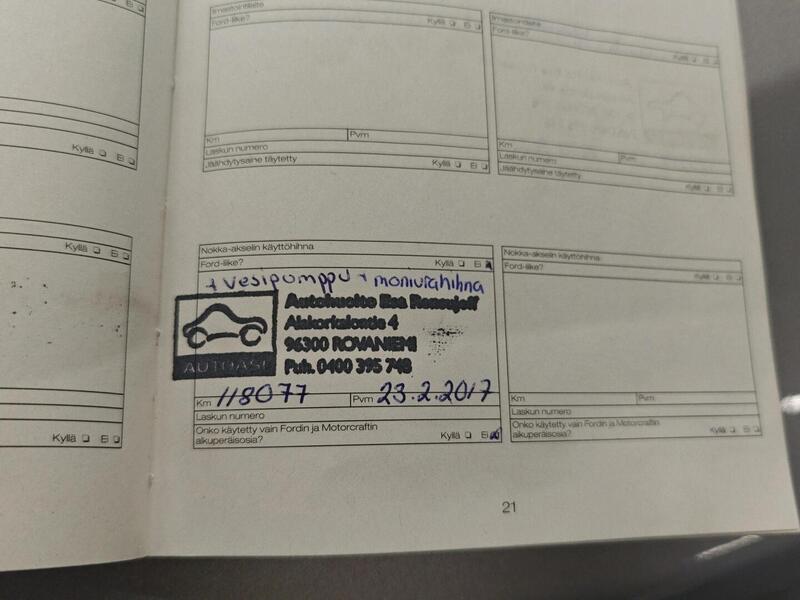 Kyllä ☐ Ei ☐
Kyllä ☐ Ei ☐
Kyllä ☐ Ei ☐
Ilmastointilaite
Ford-liike?
Kyllä ☐ Ei ☐
Km Pvm
Laskun numero
Jäähdytysaine täytetty
Kyllä ☐ Ei ☐
Ilmastointilaite
Ford-liike?
Kyllä ☐ Ei ☐
Km Pvm
Laskun numero
Jäähdytysaine täytetty
Kyllä ☐ Ei ☐
Nokka-akselin käyttöhihna
Ford-liike? Kyllä ☐ Ei ☒
+ vesipumppu + moniurahihna
AUTOASI
Autohuolto Esa
Alakorkalontie 4
96300 ROVANIEMI
Puh. 0400 395 748
Km 118077 Pvm 23.2.2017
Laskun numero
Onko käytetty vain Fordin ja Motorcraftin
alkuperäisosia?
Kyllä ☐ Ei ☒
Nokka-akselin käyttöhihna
Ford-liike?
Kyllä ☐ Ei ☐
Km Pvm
Laskun numero
Onko käytetty vain Fordin ja Motorcraftin
alkuperäisosia?
Kyllä ☐ Ei ☐
21